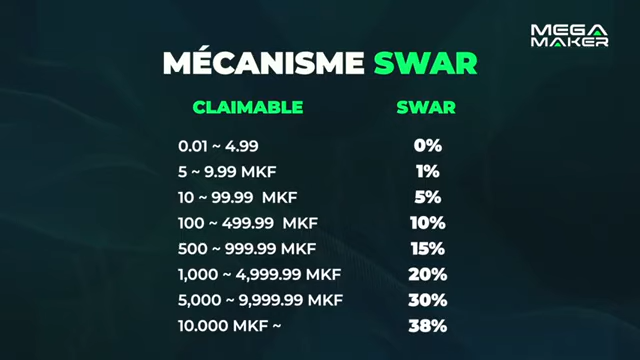 MEGA
MAKER
MÉCANISME SWAR
CLAIMABLE SWAR
0.01 ~ 4.99 0%
5 ~ 9.99 MKF 1%
10 ~ 99.99 MKF 5%
100 ~ 499.99 MKF 10%
500 ~ 999.99 MKF 15%
1,000 ~ 4,999.99 MKF 20%
5,000 ~ 9,999.99 MKF 30%
10.000 MKF ~ 38%